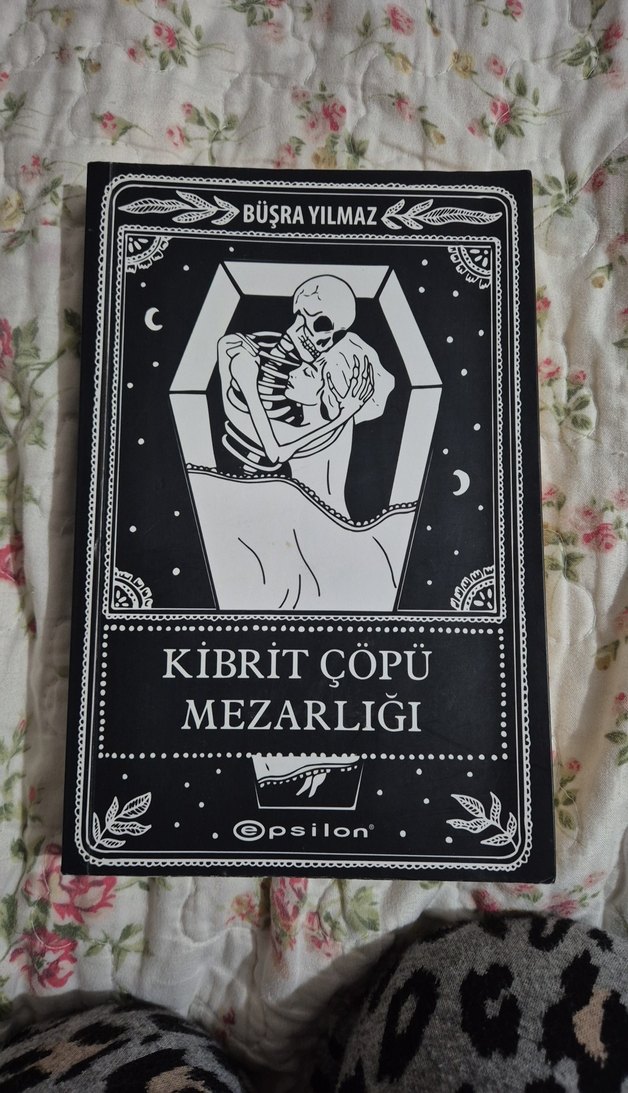 BÜŞRA YILMAZ
KİBRİT ÇÖPÜ
MEZARLIĞI
epsilon®